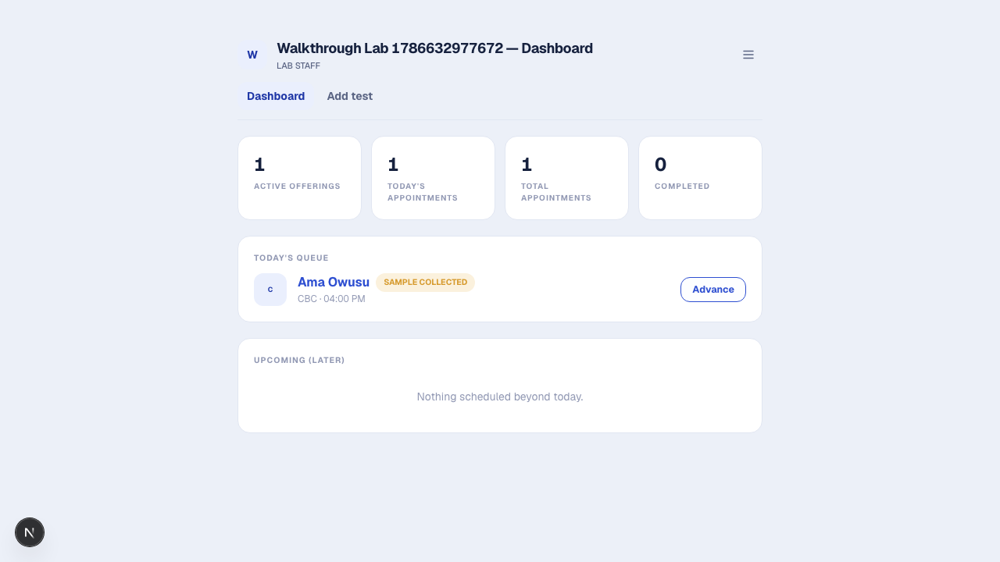 W
Walkthrough Lab 1786632977672 — Dashboard
LAB STAFF
Dashboard
Add test
1
ACTIVE OFFERINGS
1
TODAY'S
APPOINTMENTS
1
TOTAL
APPOINTMENTS
0
COMPLETED
TODAY'S QUEUE
C
Ama Owusu
SAMPLE COLLECTED
CBC · 04:00 PM
Advance
UPCOMING (LATER)
Nothing scheduled beyond today.
N